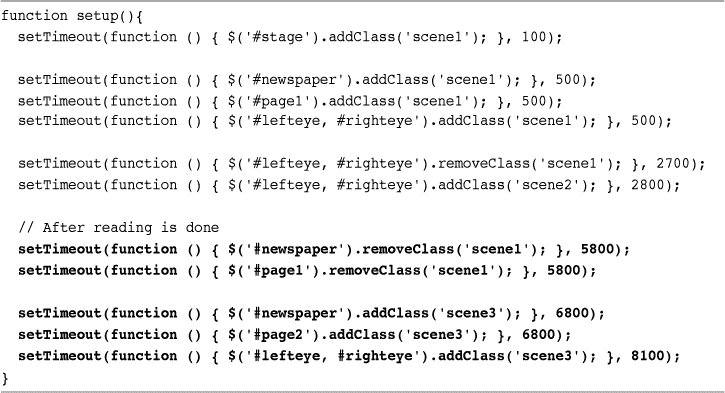 function setup(){
  setTimeout(function () { $('#stage').addClass('scene1'); }, 100);

  setTimeout(function () { $('#newspaper').addClass('scene1'); }, 500);
  setTimeout(function () { $('#page1').addClass('scene1'); }, 500);
  setTimeout(function () { $('#lefteye, #righteye').addClass('scene1'); }, 500);

  setTimeout(function () { $('#lefteye, #righteye').removeClass('scene1'); }, 2700);
  setTimeout(function () { $('#lefteye, #righteye').addClass('scene2'); }, 2800);

  // After reading is done
  setTimeout(function () { $('#newspaper').removeClass('scene1'); }, 5800);
  setTimeout(function () { $('#page1').removeClass('scene1'); }, 5800);

  setTimeout(function () { $('#newspaper').addClass('scene3'); }, 6800);
  setTimeout(function () { $('#page2').addClass('scene3'); }, 6800);
  setTimeout(function () { $('#lefteye, #righteye').addClass('scene3'); }, 8100);
}